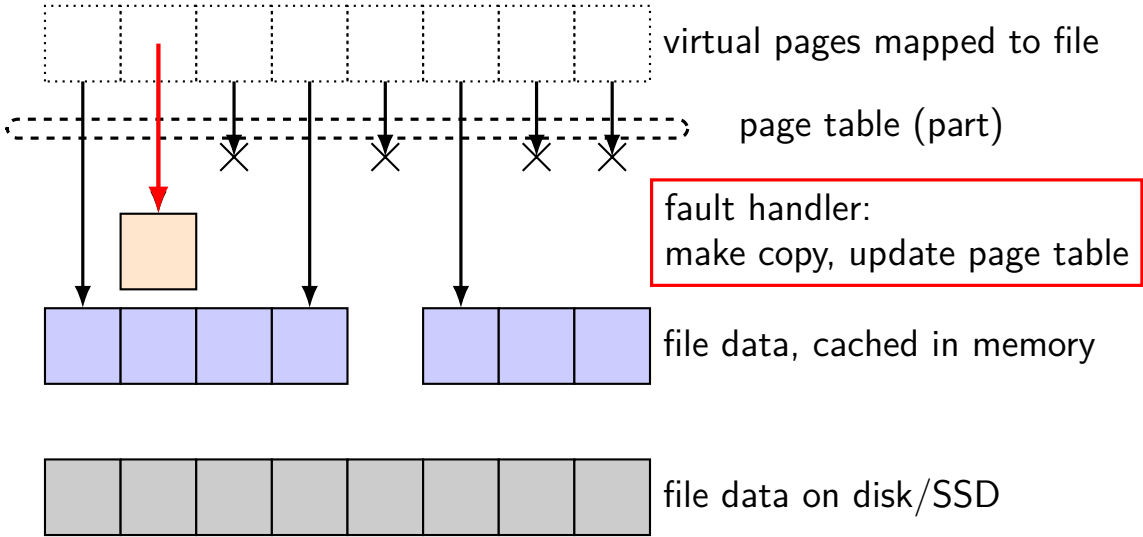 virtual pages mapped to file
page table (part)
fault handler:
make copy, update page table
file data, cached in memory
file data on disk/SSD